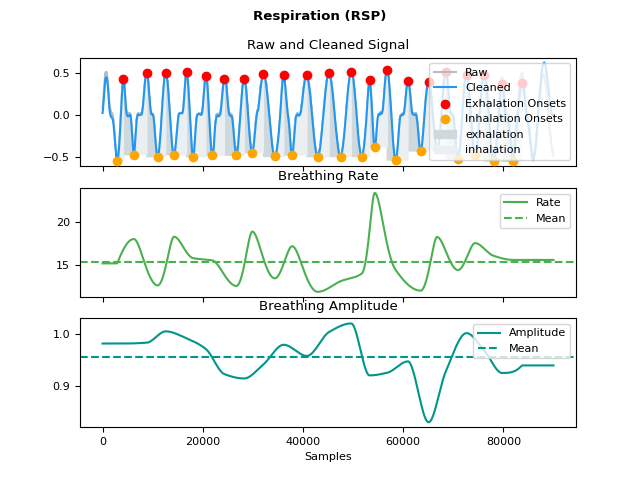 Respiration (RSP)
Raw and Cleaned Signal
0.5
0.0
−0.5
Raw
Cleaned
Exhalation Onsets
Inhalation Onsets
exhalation
inhalation
Breathing Rate
20
15
Rate
Mean
Breathing Amplitude
1.0
0.9
Amplitude
Mean
0
20000
40000
60000
80000
Samples